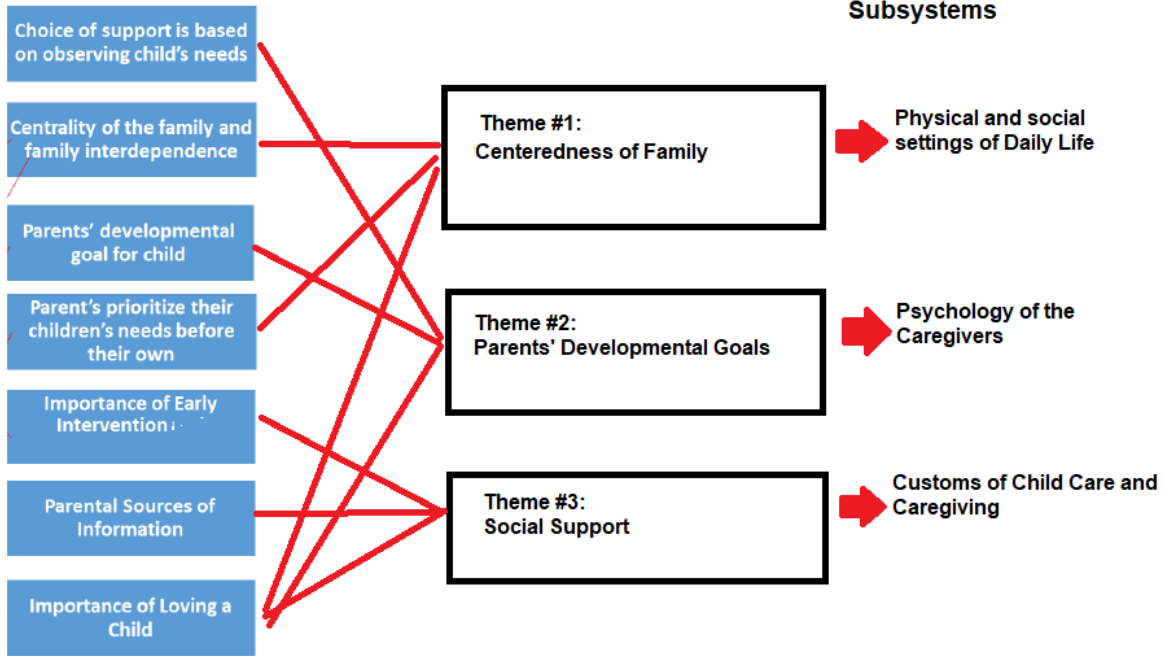 Subsystems
Choice of support is based
on observing child's needs
Centrality of the family and
family interdependence
Parents' developmental
goal for child
Parent's prioritize their
children's needs before
their own
Importance of Early
Intervention
Parental Sources of
Information
Importance of Loving a
Child
Theme #1:
Centeredness of Family
Theme #2:
Parents' Developmental Goals
Theme #3:
Social Support
Physical and social
settings of Daily Life
Psychology of the
Caregivers
Customs of Child Care and
Caregiving